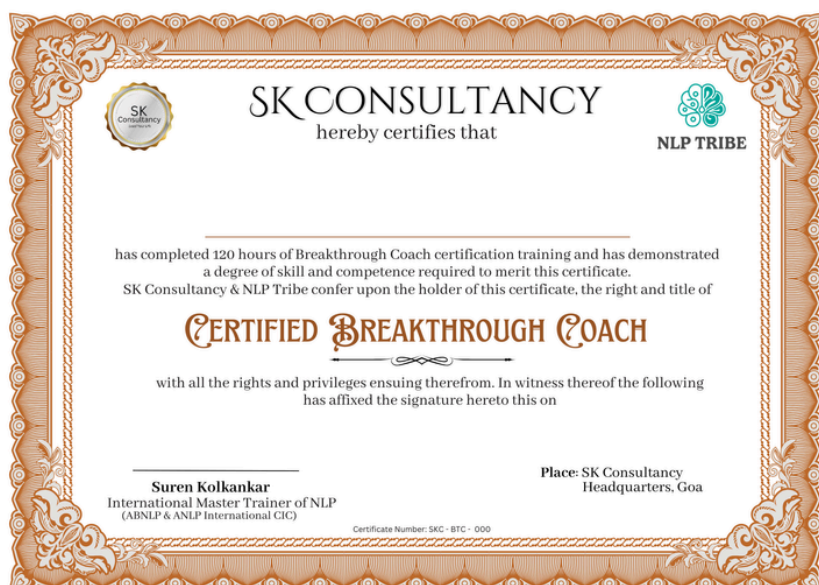 SK
Consultancy
SK CONSULTANCY
hereby certifies that
NLP TRIBE
has completed 120 hours of Breakthrough Coach certification training and has demonstrated
a degree of skill and competence required to merit this certificate.
SK Consultancy & NLP Tribe confer upon the holder of this certificate, the right and title of
CERTIFIED BREAKTHROUGH COACH
with all the rights and privileges ensuing therefrom. In witness thereof the following
has affixed the signature hereto this on
Suren Kolkankar
International Master Trainer of NLP
(ABNLP & ANLP International CIC)
Place: SK Consultancy
Headquarters, Goa
Certificate Number: SKC - BTC - 000